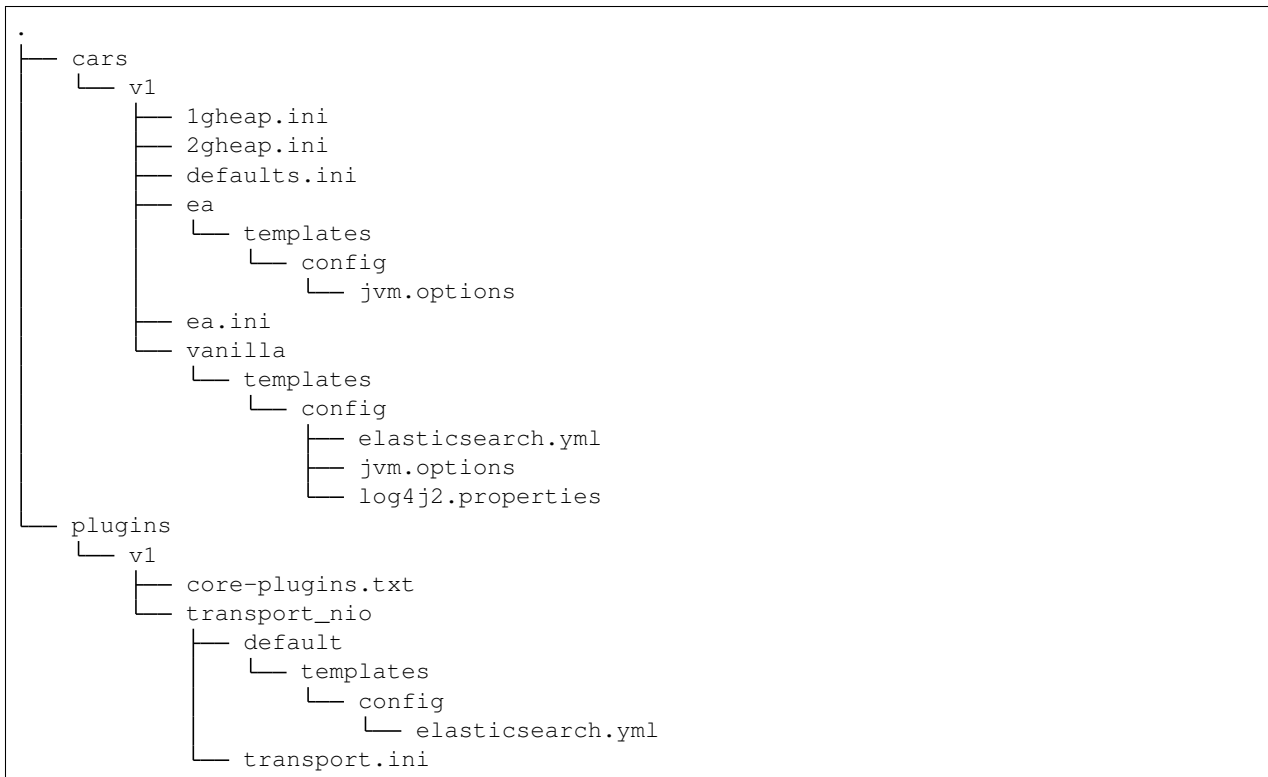 .
├── cars
│   └── v1
│       ├── 1gheap.ini
│       ├── 2gheap.ini
│       ├── defaults.ini
│       ├── ea
│       │   └── templates
│       │       └── config
│       │           └── jvm.options
│       ├── ea.ini
│       └── vanilla
│           └── templates
│               └── config
│                   ├── elasticsearch.yml
│                   ├── jvm.options
│                   └── log4j2.properties
└── plugins
    └── v1
        ├── core-plugins.txt
        └── transport_nio
            ├── default
            │   └── templates
            │       └── config
            │           └── elasticsearch.yml
            └── transport.ini